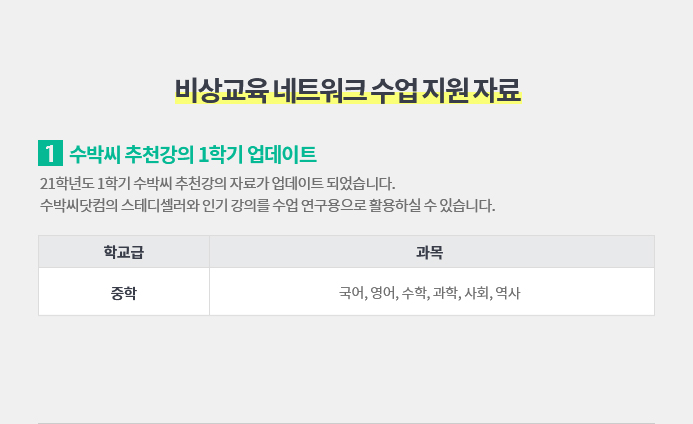 비상교육 네트워크 수업 지원 자료
1 수박씨 추천강의 1학기 업데이트
21학년도 1학기 수박씨 추천강의 자료가 업데이트 되었습니다.
수박씨닷컴의 스테디셀러와 인기 강의를 수업 연구용으로 활용하실 수 있습니다.
학교급 과목
중학 국어, 영어, 수학, 과학, 사회, 역사